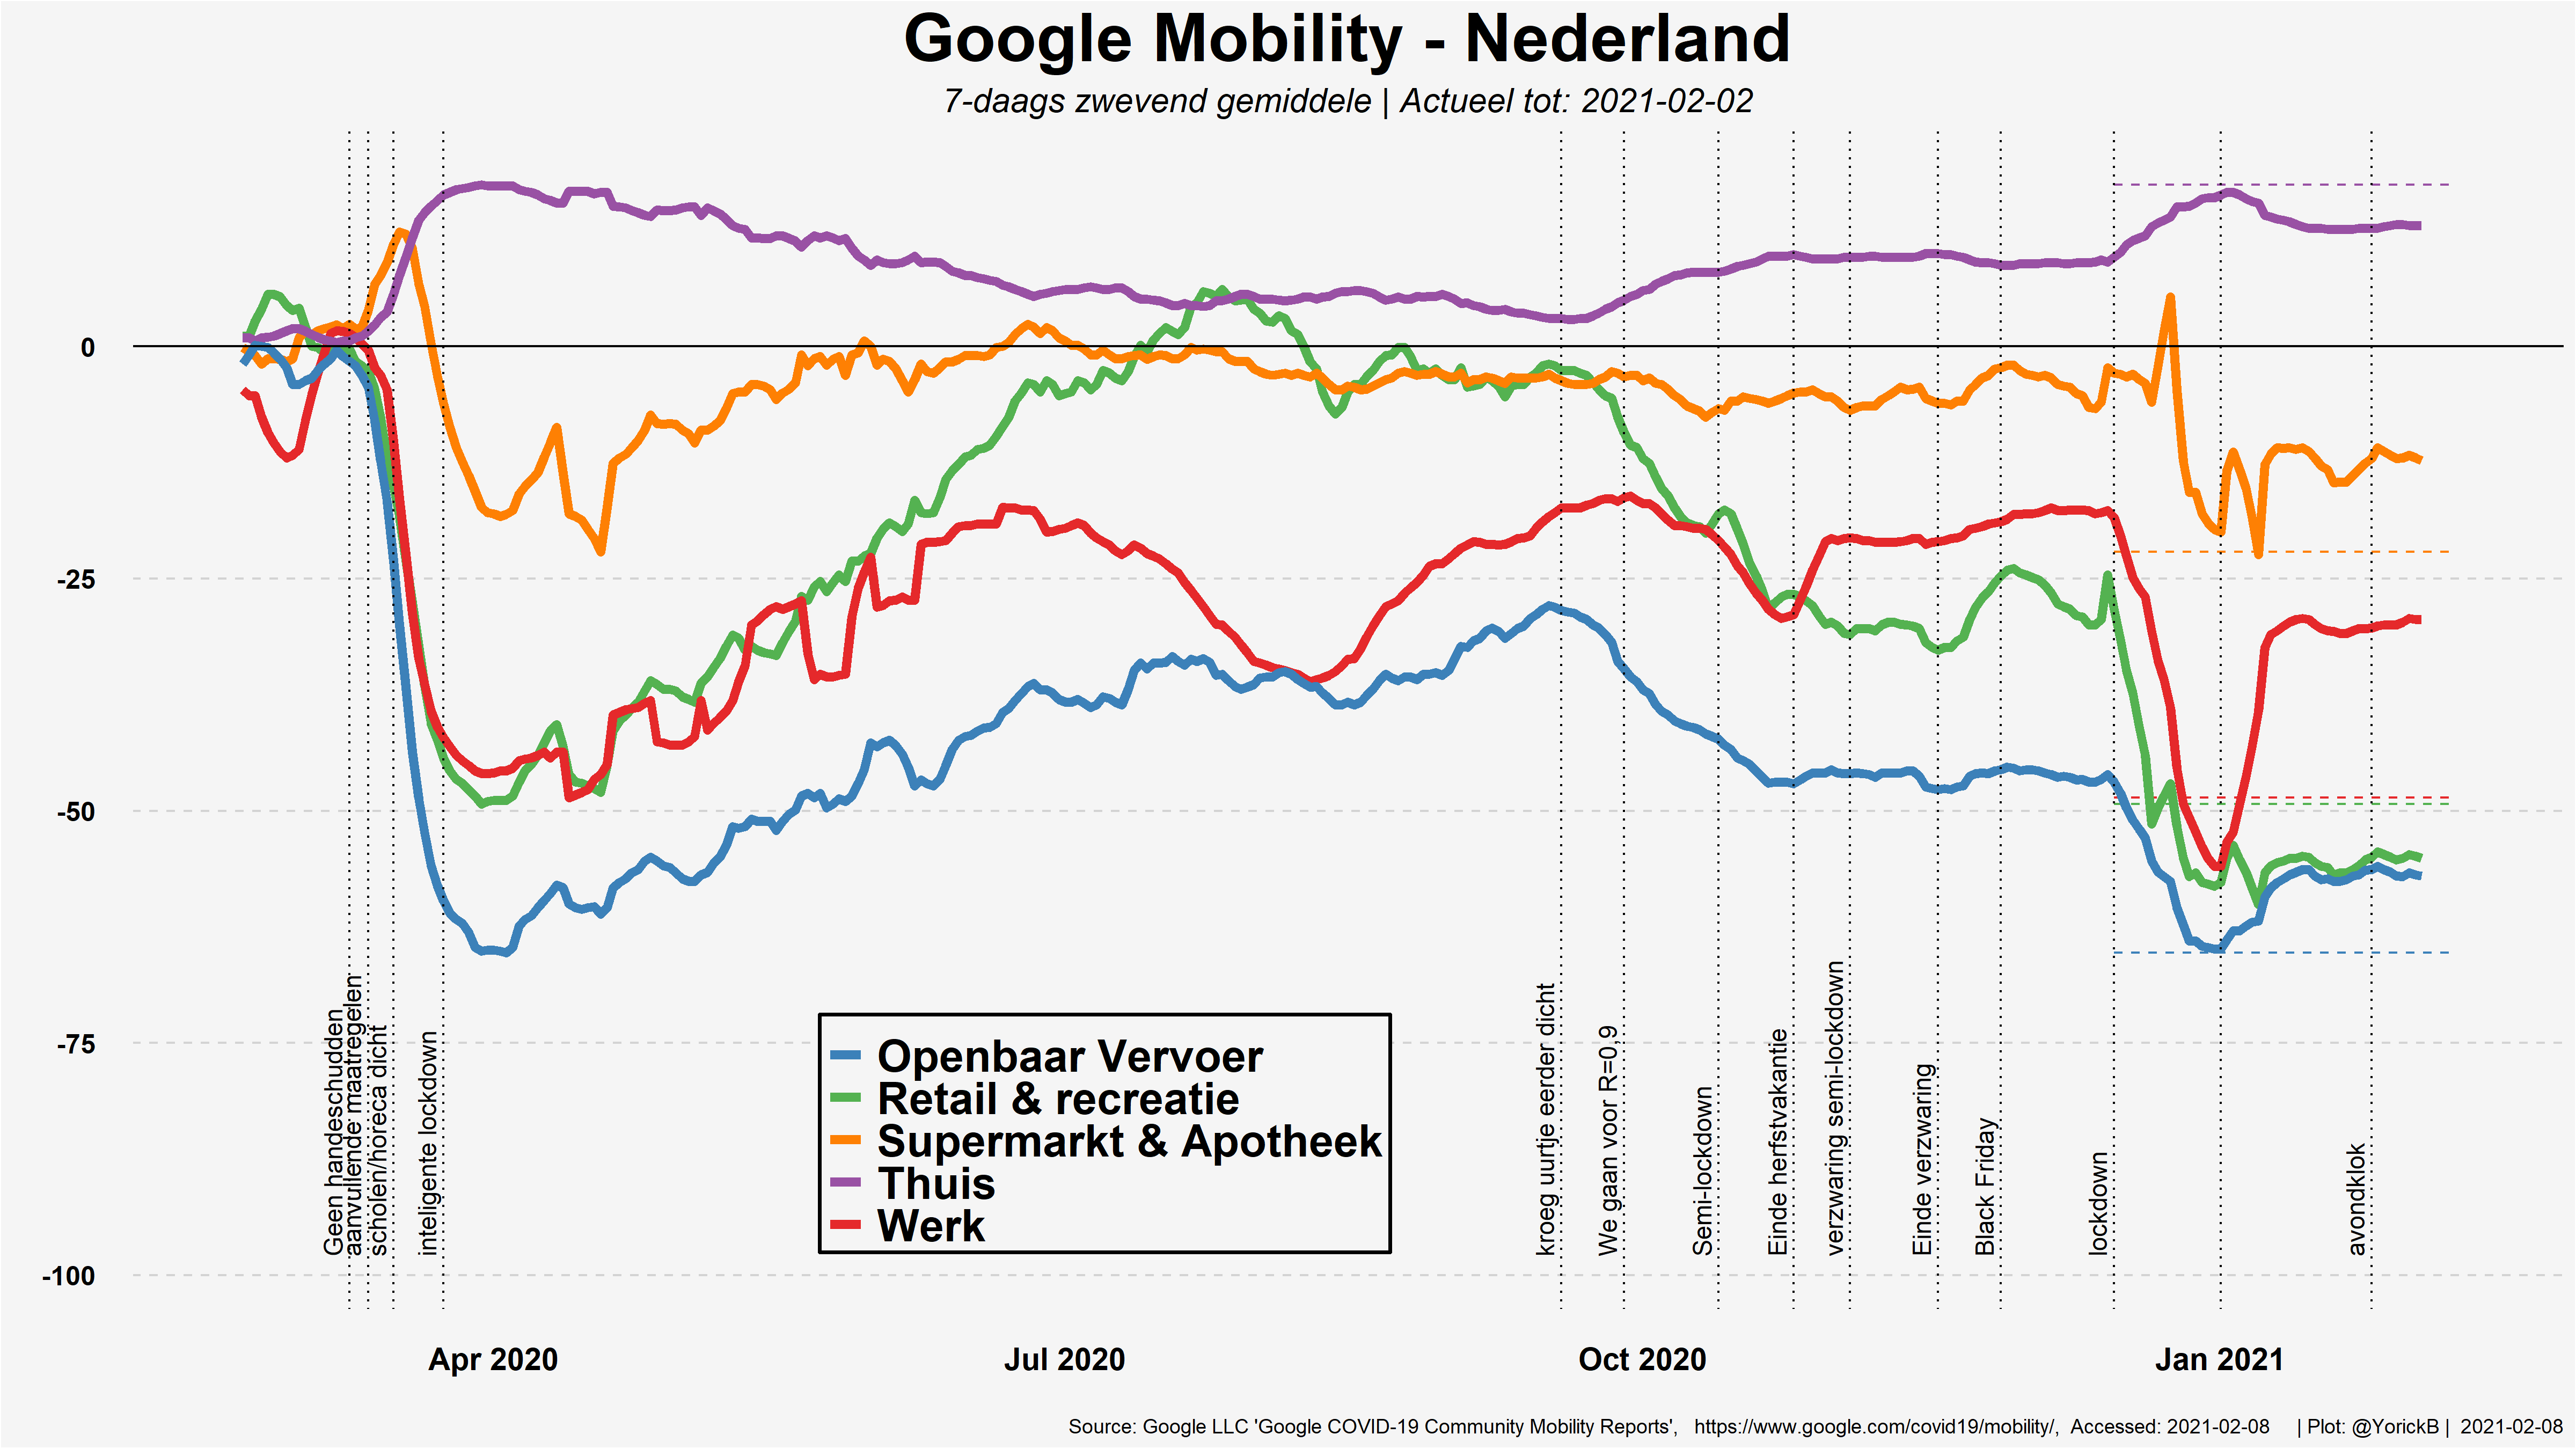 Google Mobility - Nederland
7-daags zwevend gemiddele | Actueel tot: 2021-02-02
0
-25
-50
-75
-100
Geen handeschudden
aanvullende maatregelen
scholen/horeca dicht
inteligente lockdown
kroeg uurtje eerder dicht
We gaan voor R=0,9
Semi-lockdown
Einde herfstvakantie
verzwaring semi-lockdown
Einde verzwaring
Black Friday
lockdown
avondklok
Openbaar Vervoer
Retail & recreatie
Supermarkt & Apotheek
Thuis
Werk
Apr 2020
Jul 2020
Oct 2020
Jan 2021
Source: Google LLC 'Google COVID-19 Community Mobility Reports', https://www.google.com/covid19/mobility/, Accessed: 2021-02-08 | Plot: @YorickB | 2021-02-08